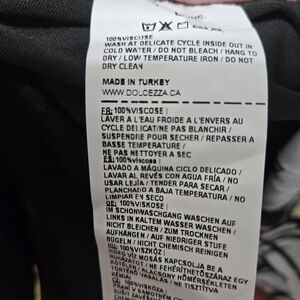 100%VISCOSE
WASH AT DELICATE CYCLE INSIDE OUT IN
COLD WATER / DO NOT BLEACH / HANG TO
DRY / LOW TEMPERATURE IRON / DO NOT
DRY CLEAN
MADE IN TURKEY
WWW.DOLCEZZA.CA
FR: 100%VISCOSE
LAVER A L'EAU FROIDE A L'ENVERS AU
CYCLE DELICAT/NE PAS BLANCHIR /
SUSPENDRE POUR SECHER / REPASSER A
BASSE TEMPERATURE /
NE PAS NETTOYER A SEC
ES: 100%viscosa
LAVADO A MÁQUINA CICLO DELICADO /
LAVAR AL REVÉS CON AGUA FRÍA / NO
USAR LEJÍA / TENDER PARA SECAR /
PLANCHADO A BAJA TEMPERATURA / NO
LIMPIAR EN SECO
DE: 100%VISKOSE
IM SCHONWASCHGANG WASCHEN AUF
LINKS IN KALTEM WASSER WASCHEN /
NICHT BLEICHEN / ZUM TROCKNEN
AUFHÄNGEN / AUF NIEDRIGER STUFE
BÜGELN / NICHT CHEMISCH REINIGEN
HU: 100%VISZKÓZ
HIDEG VÍZ MOSÁS KAPCSOLJA BE A
TÖRTÉNŐ VASALÁS / NE TISZTÍTSA